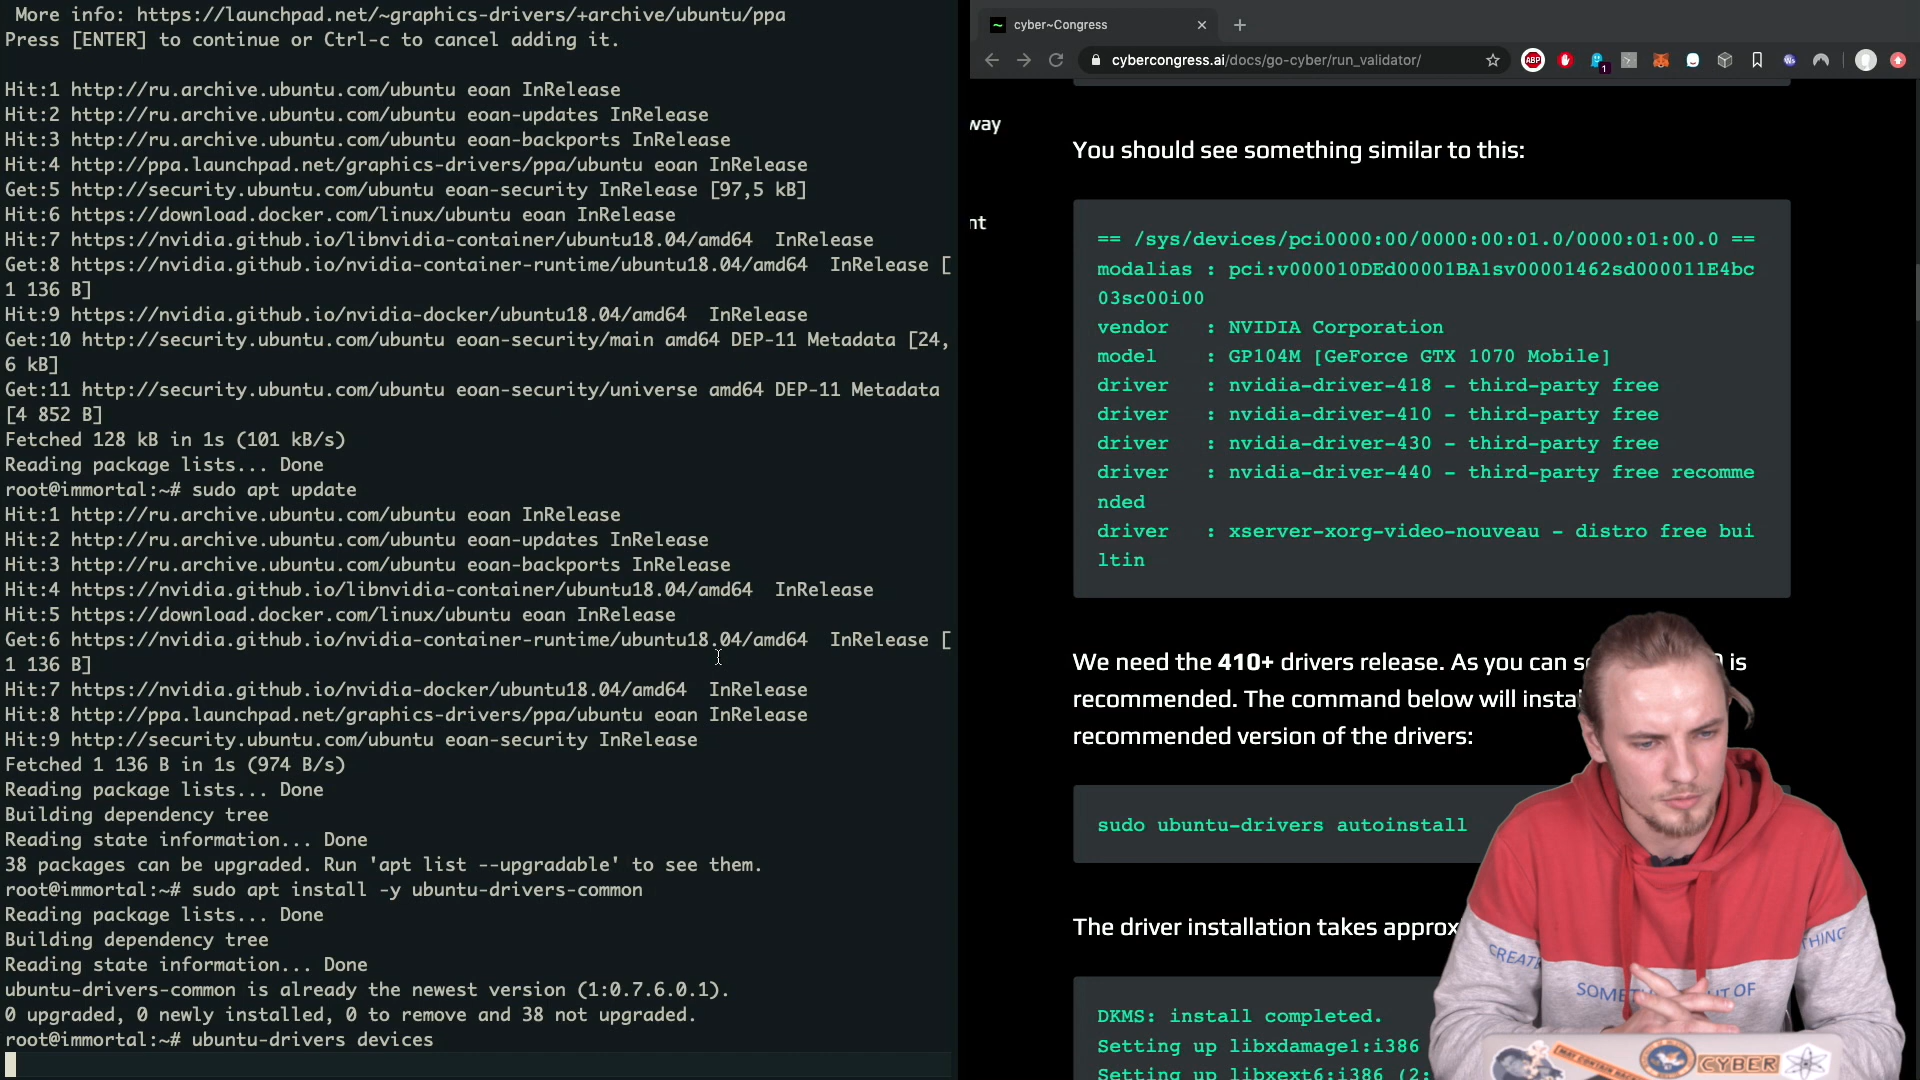 More info: https://launchpad.net/~graphics-drivers/+archive/ubuntu/ppa
Press [ENTER] to continue or Ctrl-c to cancel adding it.
Hit:1 http://ru.archive.ubuntu.com/ubuntu eoan InRelease
Hit:2 http://ru.archive.ubuntu.com/ubuntu eoan-updates InRelease
Hit:3 http://ru.archive.ubuntu.com/ubuntu eoan-backports InRelease
Hit:4 http://ppa.launchpad.net/graphics-drivers/ppa/ubuntu eoan InRelease
Get:5 http://security.ubuntu.com/ubuntu eoan-security InRelease [97,5 kB]
Hit:6 https://download.docker.com/linux/ubuntu eoan InRelease
Hit:7 https://nvidia.github.io/libnvidia-container/ubuntu18.04/amd64  InRelease
Get:8 https://nvidia.github.io/nvidia-container-runtime/ubuntu18.04/amd64  InRelease [
1 136 B]
Hit:9 https://nvidia.github.io/nvidia-docker/ubuntu18.04/amd64  InRelease
Get:10 http://security.ubuntu.com/ubuntu eoan-security/main amd64 DEP-11 Metadata [24,
6 kB]
Get:11 http://security.ubuntu.com/ubuntu eoan-security/universe amd64 DEP-11 Metadata
[4 852 B]
Fetched 128 kB in 1s (101 kB/s)
Reading package lists... Done
root@immortal:~# sudo apt update
Hit:1 http://ru.archive.ubuntu.com/ubuntu eoan InRelease
Hit:2 http://ru.archive.ubuntu.com/ubuntu eoan-updates InRelease
Hit:3 http://ru.archive.ubuntu.com/ubuntu eoan-backports InRelease
Hit:4 https://nvidia.github.io/libnvidia-container/ubuntu18.04/amd64  InRelease
Hit:5 https://download.docker.com/linux/ubuntu eoan InRelease
Get:6 https://nvidia.github.io/nvidia-container-runtime/ubuntu18.04/amd64  InRelease [
1 136 B]
Hit:7 https://nvidia.github.io/nvidia-docker/ubuntu18.04/amd64  InRelease
Hit:8 http://ppa.launchpad.net/graphics-drivers/ppa/ubuntu eoan InRelease
Hit:9 http://security.ubuntu.com/ubuntu eoan-security InRelease
Fetched 1 136 B in 1s (974 B/s)
Reading package lists... Done
Building dependency tree
Reading state information... Done
38 packages can be upgraded. Run 'apt list --upgradable' to see them.
root@immortal:~# sudo apt install -y ubuntu-drivers-common
Reading package lists... Done
Building dependency tree
Reading state information... Done
ubuntu-drivers-common is already the newest version (1:0.7.6.0.1).
0 upgraded, 0 newly installed, 0 to remove and 38 not upgraded.
root@immortal:~# ubuntu-drivers devices
cyber~Congress
cybercongress.ai/docs/go-cyber/run_validator/
ABP
1
way
nt
You should see something similar to this:
== /sys/devices/pci0000:00/0000:00:01.0/0000:01:00.0 ==
modalias : pci:v000010DEd00001BA1sv00001462sd000011E4bc
03sc00i00
vendor   : NVIDIA Corporation
model    : GP104M [GeForce GTX 1070 Mobile]
driver   : nvidia-driver-418 - third-party free
driver   : nvidia-driver-410 - third-party free
driver   : nvidia-driver-430 - third-party free
driver   : nvidia-driver-440 - third-party free recomme
nded
driver   : xserver-xorg-video-nouveau - distro free bui
ltin
We need the 410+ drivers release. As you can is
recommended. The command below will
recommended version of the drivers:
sudo ubuntu-drivers autoinstall
The driver installation takes
DKMS: install completed.
Setting up libxdamage1:i386
Setting up libxext6:i386 (2:
SOMETHING OUT OF
CYBER